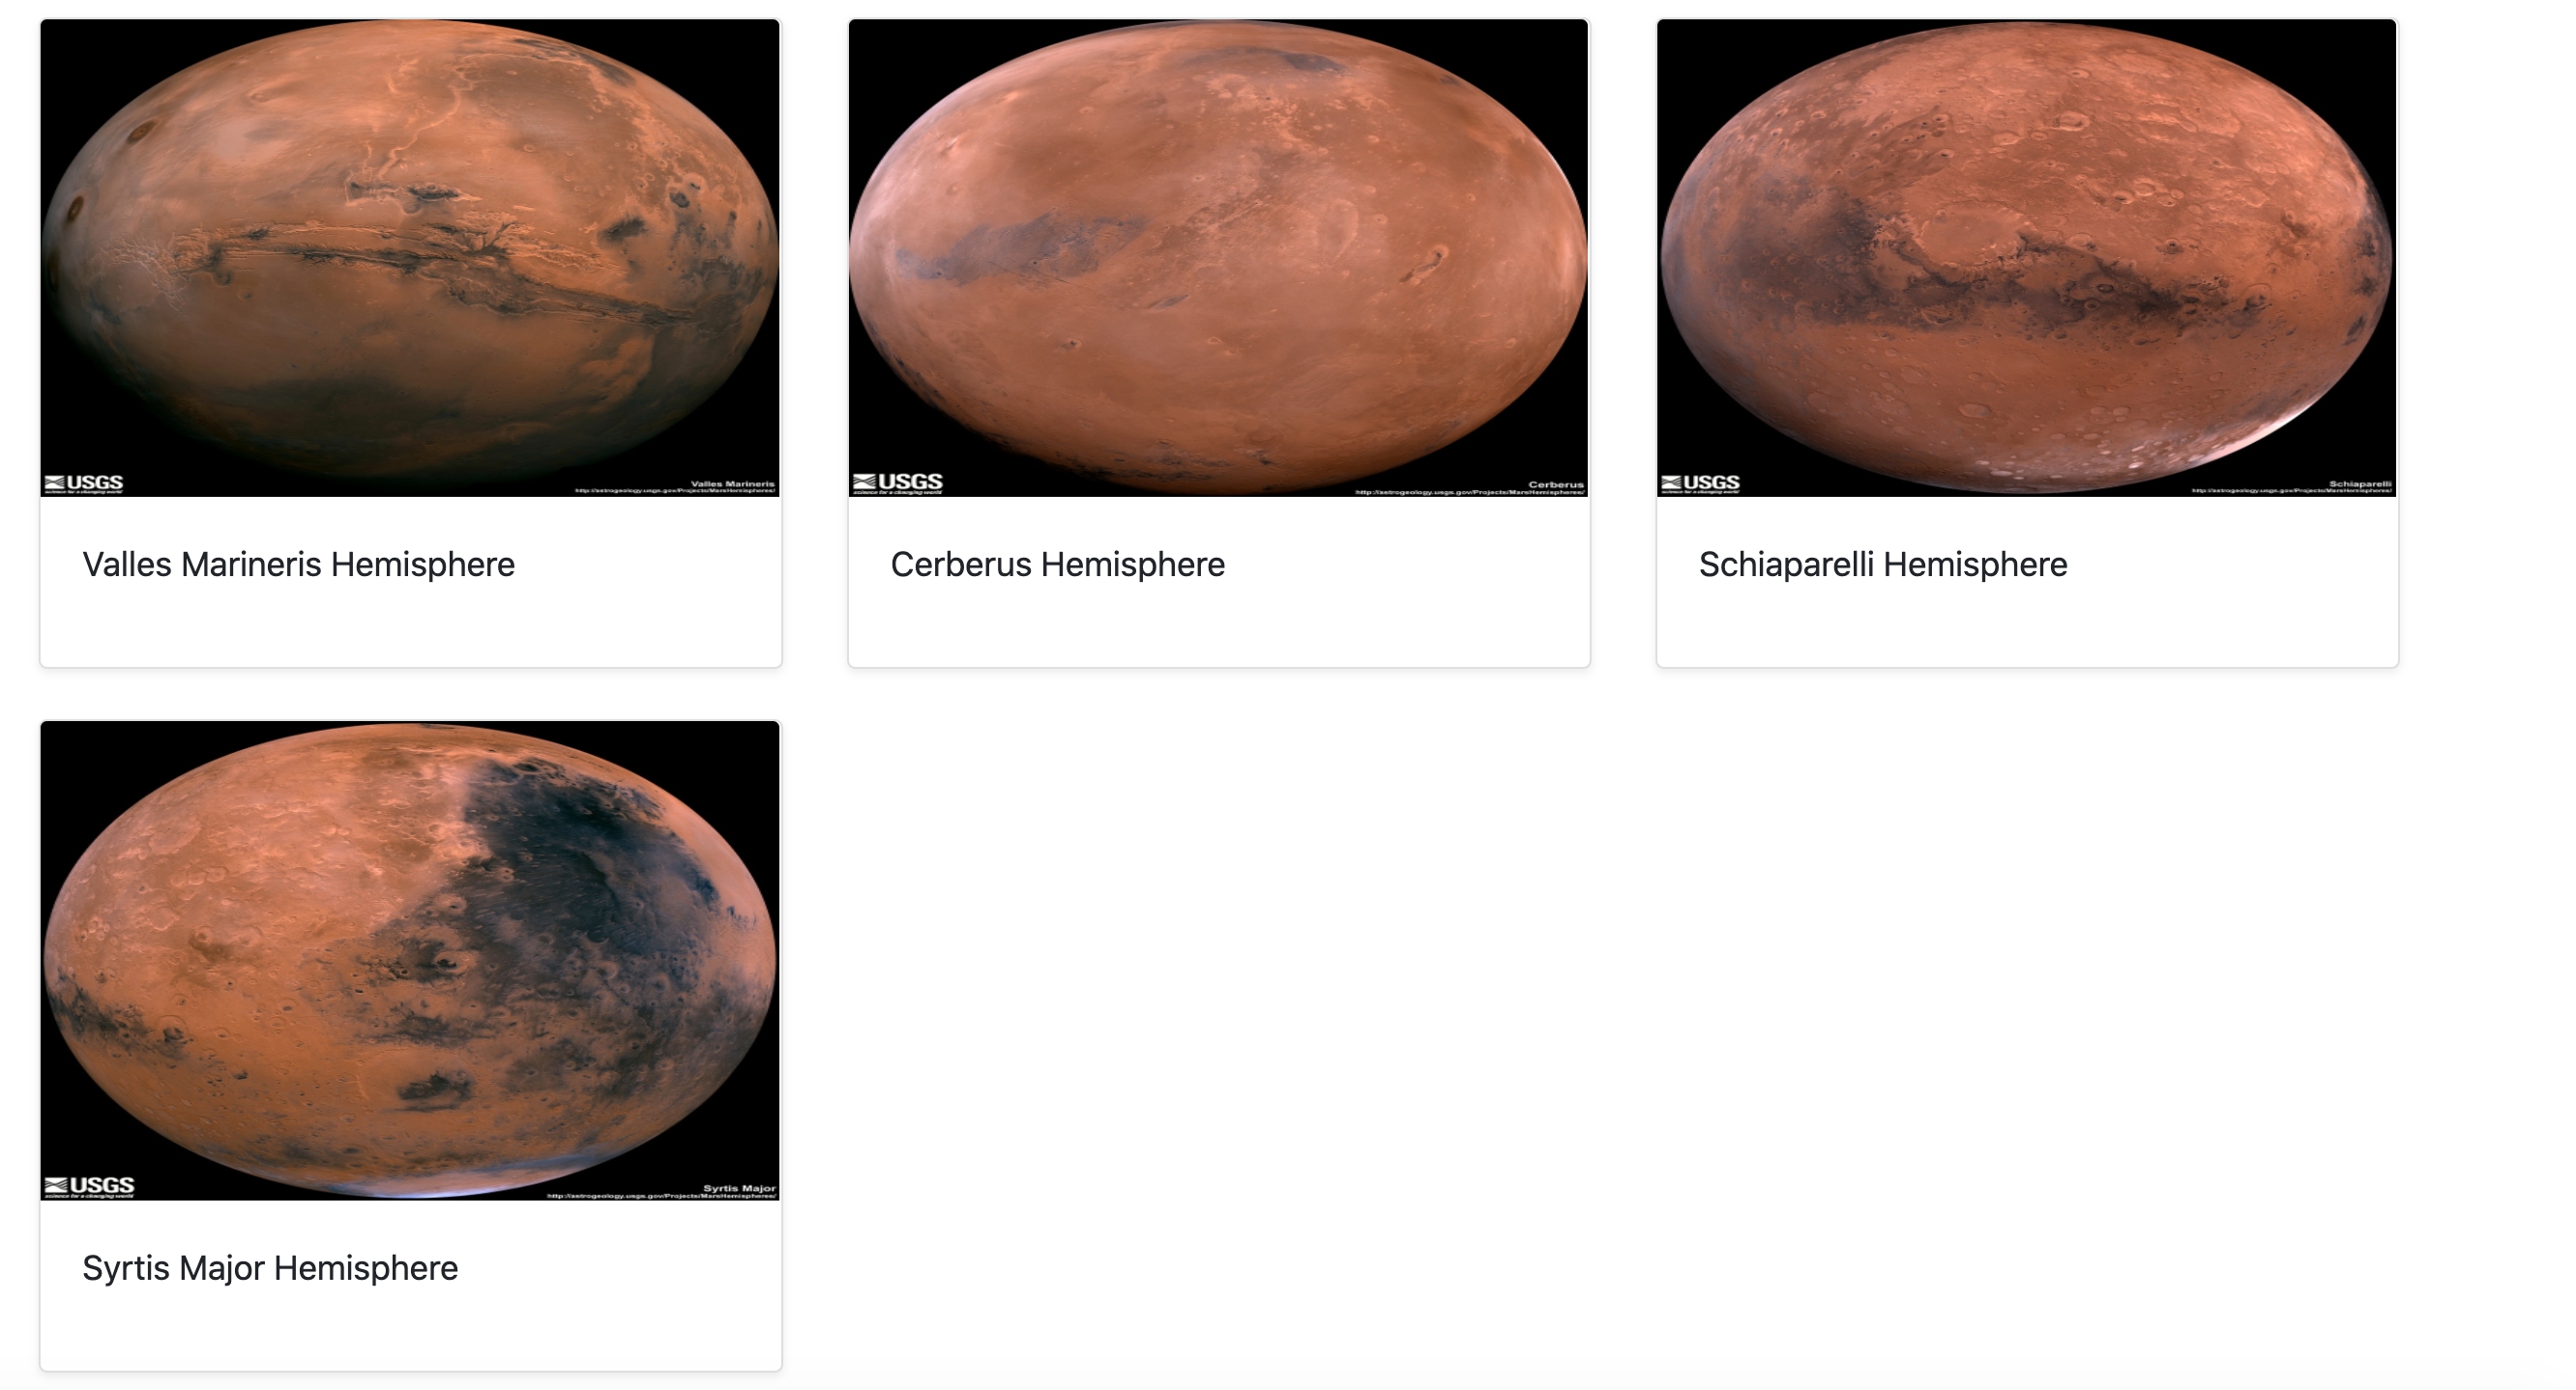 USGS
science for a changing world
Valles Marineris
http://astrogeology.usgs.gov/Projects/MarsHemispheres/
USGS
science for a changing world
Cerberus
http://astrogeology.usgs.gov/Projects/MarsHemispheres/
USGS
science for a changing world
Schiaparelli
http://astrogeology.usgs.gov/Projects/MarsHemispheres/
Valles Marineris Hemisphere
Cerberus Hemisphere
Schiaparelli Hemisphere
USGS
science for a changing world
Syrtis Major
http://astrogeology.usgs.gov/Projects/MarsHemispheres/
Syrtis Major Hemisphere